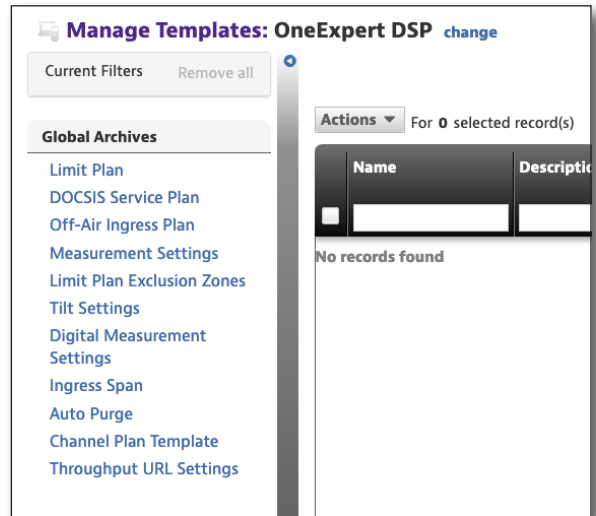 Manage Templates: OneExpert DSP change
Current Filters Remove all
Actions For 0 selected record(s)
Global Archives
Limit Plan
DOCSIS Service Plan
Off-Air Ingress Plan
Measurement Settings
Limit Plan Exclusion Zones
Tilt Settings
Digital Measurement
Settings
Ingress Span
Auto Purge
Channel Plan Template
Throughput URL Settings
Name Descriptio
No records found